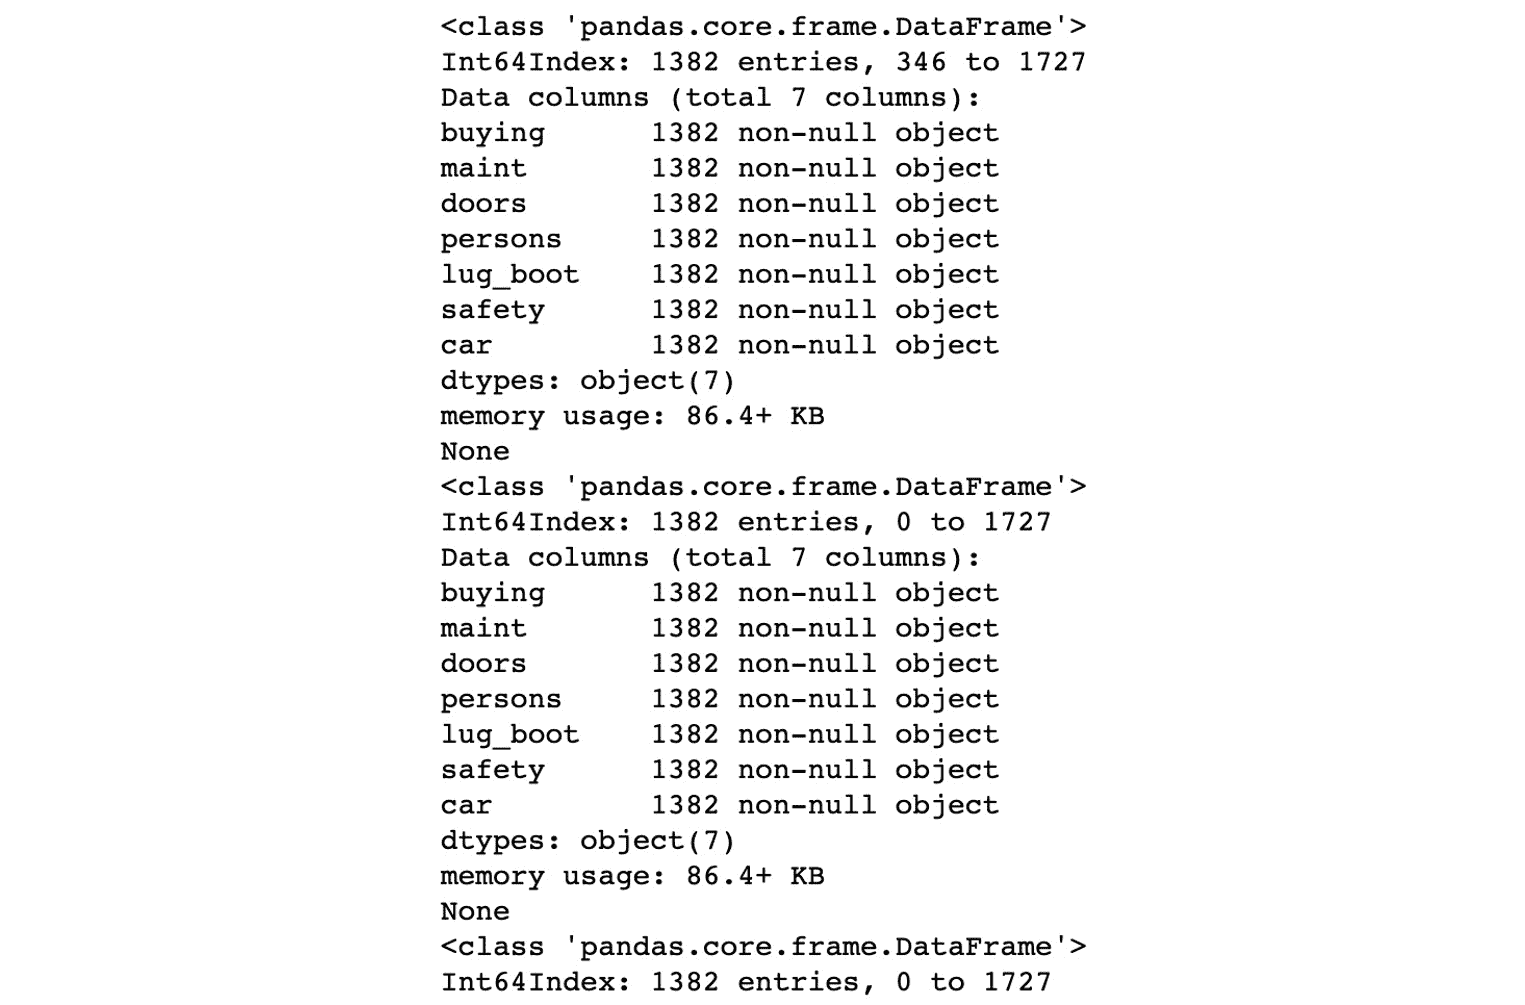 <class 'pandas.core.frame.DataFrame'>
Int64Index: 1382 entries, 346 to 1727
Data columns (total 7 columns):
buying      1382 non-null object
maint       1382 non-null object
doors       1382 non-null object
persons     1382 non-null object
lug_boot    1382 non-null object
safety      1382 non-null object
car         1382 non-null object
dtypes: object(7)
memory usage: 86.4+ KB
None
<class 'pandas.core.frame.DataFrame'>
Int64Index: 1382 entries, 0 to 1727
Data columns (total 7 columns):
buying      1382 non-null object
maint       1382 non-null object
doors       1382 non-null object
persons     1382 non-null object
lug_boot    1382 non-null object
safety      1382 non-null object
car         1382 non-null object
dtypes: object(7)
memory usage: 86.4+ KB
None
<class 'pandas.core.frame.DataFrame'>
Int64Index: 1382 entries, 0 to 1727